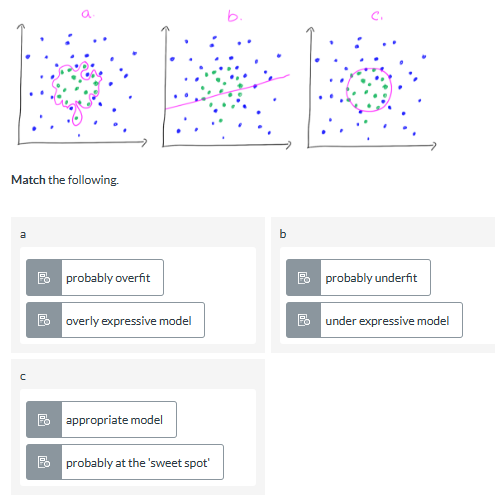 a.
b.
c.
Match the following.
a
b
probably overfit
probably underfit
overly expressive model
under expressive model
c
appropriate model
probably at the 'sweet spot'